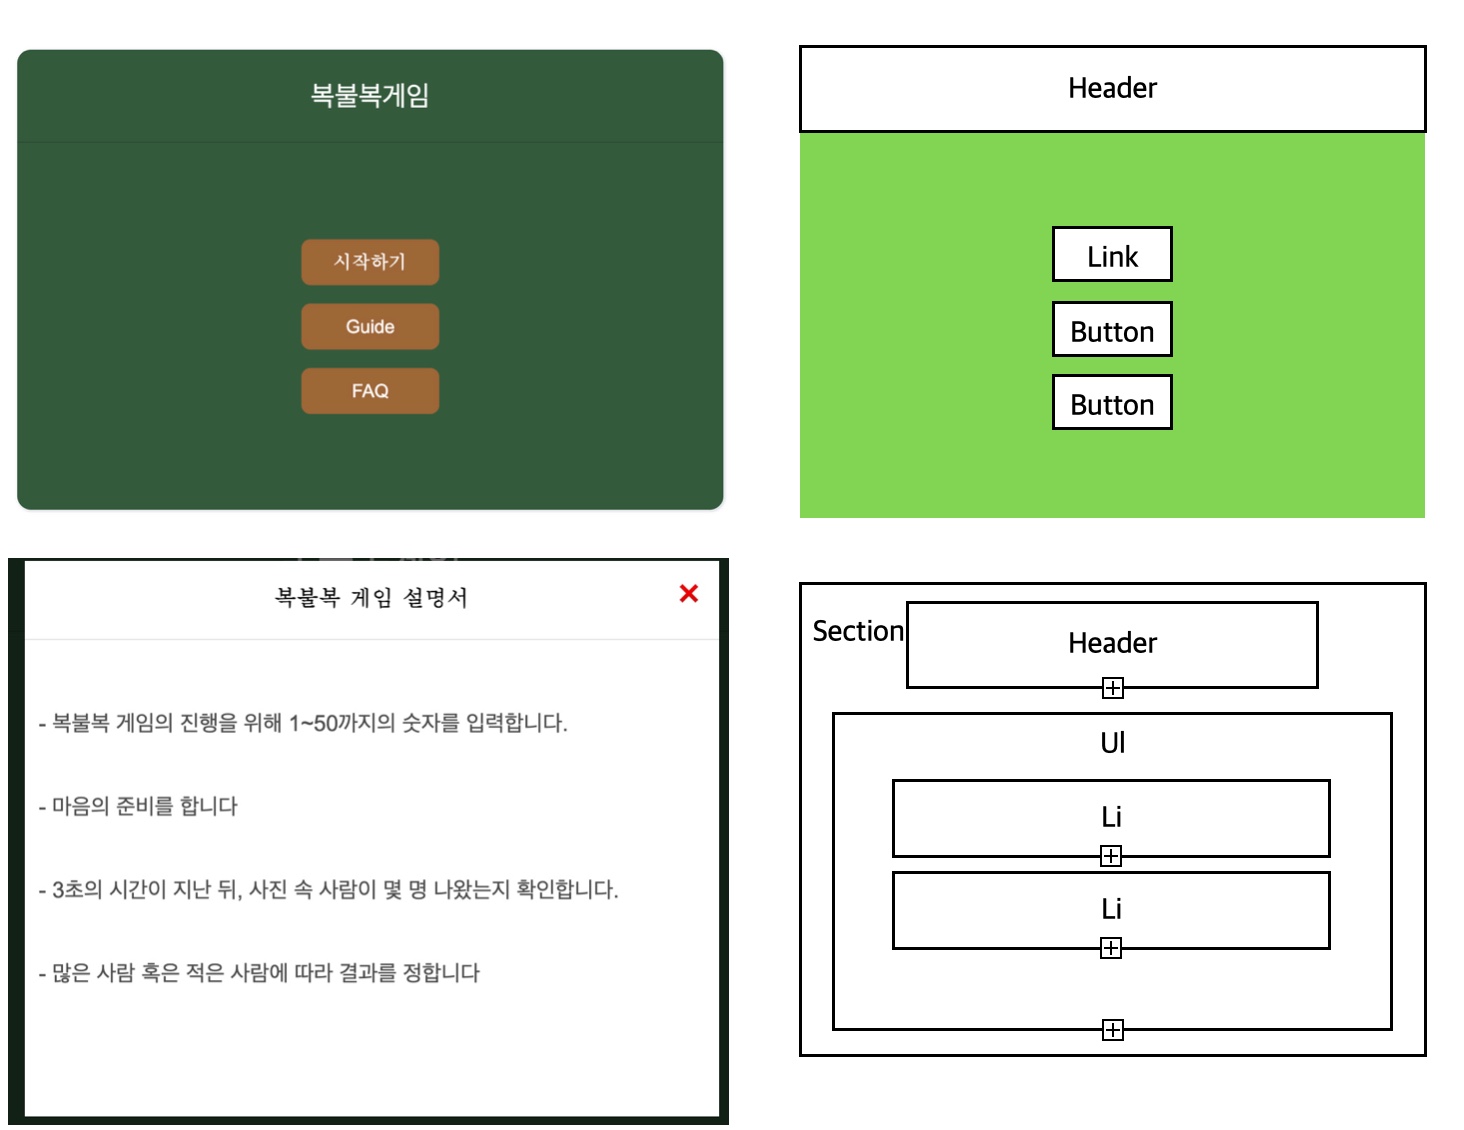 복불복게임
시작하기
Guide
FAQ
Header
Link
Button
Button
복불복 게임 설명서
- 복불복 게임의 진행을 위해 1~50까지의 숫자를 입력합니다.
- 마음의 준비를 합니다
- 3초의 시간이 지난 뒤, 사진 속 사람이 몇 명 나왔는지 확인합니다.
- 많은 사람 혹은 적은 사람에 따라 결과를 정합니다
Section
Header
Ul
Li
Li